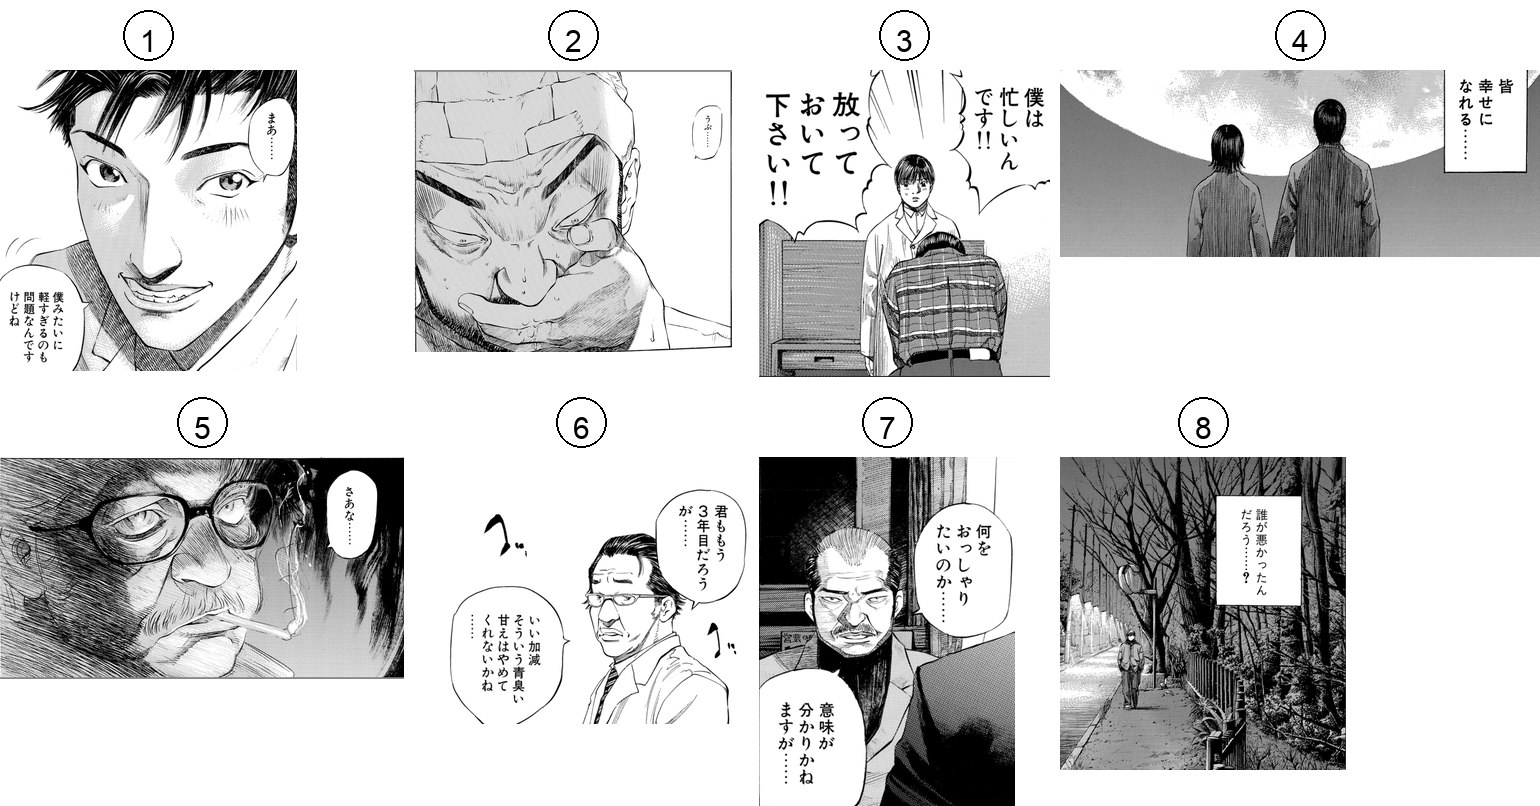 1
まあ……
僕みたいに
軽すぎるのも
問題なんです
けどね
2
うぷ……
3
僕は
忙しいん
です!!
放って
おいて
下さい!!
4
皆
幸せに
なれる……
5
さあな……
6
君ももう
3年目だろう
が……
いい加減
そういう青臭い
甘えはやめて
くれないかね
……
7
何を
おっしゃり
たいのか……
意味が
分かりかね
ますが……
8
誰が悪かったん
だろう……?